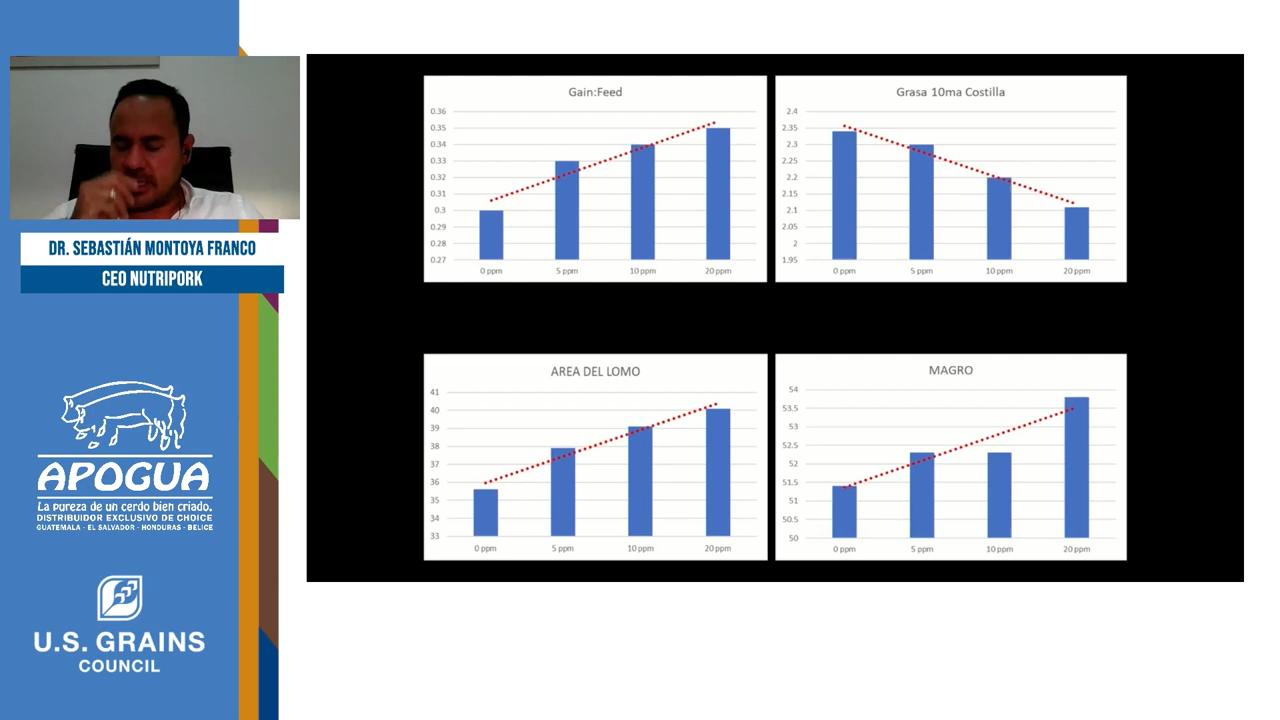 DR. SEBASTIÁN MONTOYA FRANCO
CEO NUTRIPORK
APOGUA
La pureza de un cerdo bien criado.
DISTRIBUIDOR EXCLUSIVO DE CHOICE
GUATEMALA - EL SALVADOR - HONDURAS - BELICE
U.S. GRAINS
COUNCIL
Gain:Feed
0.36
0.35
0.34
0.33
0.32
0.31
0.3
0.29
0.28
0.27
0 ppm 5 ppm 10 ppm 20 ppm
Grasa 10ma Costilla
2.4
2.35
2.3
2.25
2.2
2.15
2.1
2.05
2
1.95
0 ppm 5 ppm 10 ppm 20 ppm
AREA DEL LOMO
41
40
39
38
37
36
35
34
33
0 ppm 5 ppm 10 ppm 20 ppm
MAGRO
54
53.5
53
52.5
52
51.5
51
50.5
50
0 ppm 5 ppm 10 ppm 20 ppm